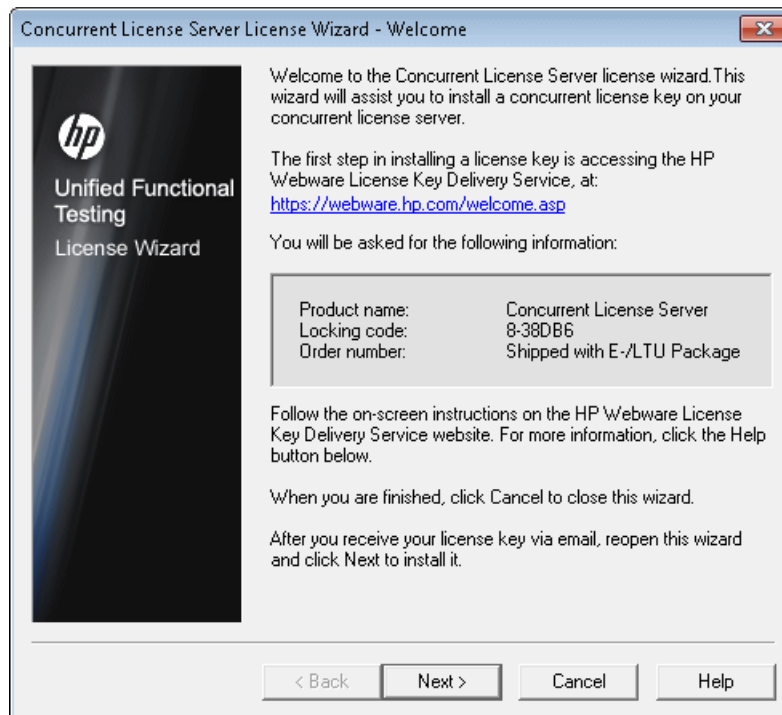 Concurrent License Server License Wizard - Welcome
hp
Unified Functional
Testing
License Wizard
Welcome to the Concurrent License Server license wizard.This
wizard will assist you to install a concurrent license key on your
concurrent license server.
The first step in installing a license key is accessing the HP
Webware License Key Delivery Service, at:
https://webware.hp.com/welcome.asp
You will be asked for the following information:
Product name: Concurrent License Server
Locking code: 8-38DB6
Order number: Shipped with E-/LTU Package
Follow the on-screen instructions on the HP Webware License
Key Delivery Service website. For more information, click the Help
button below.
When you are finished, click Cancel to close this wizard.
After you receive your license key via email, reopen this wizard
and click Next to install it.
< Back Next > Cancel Help